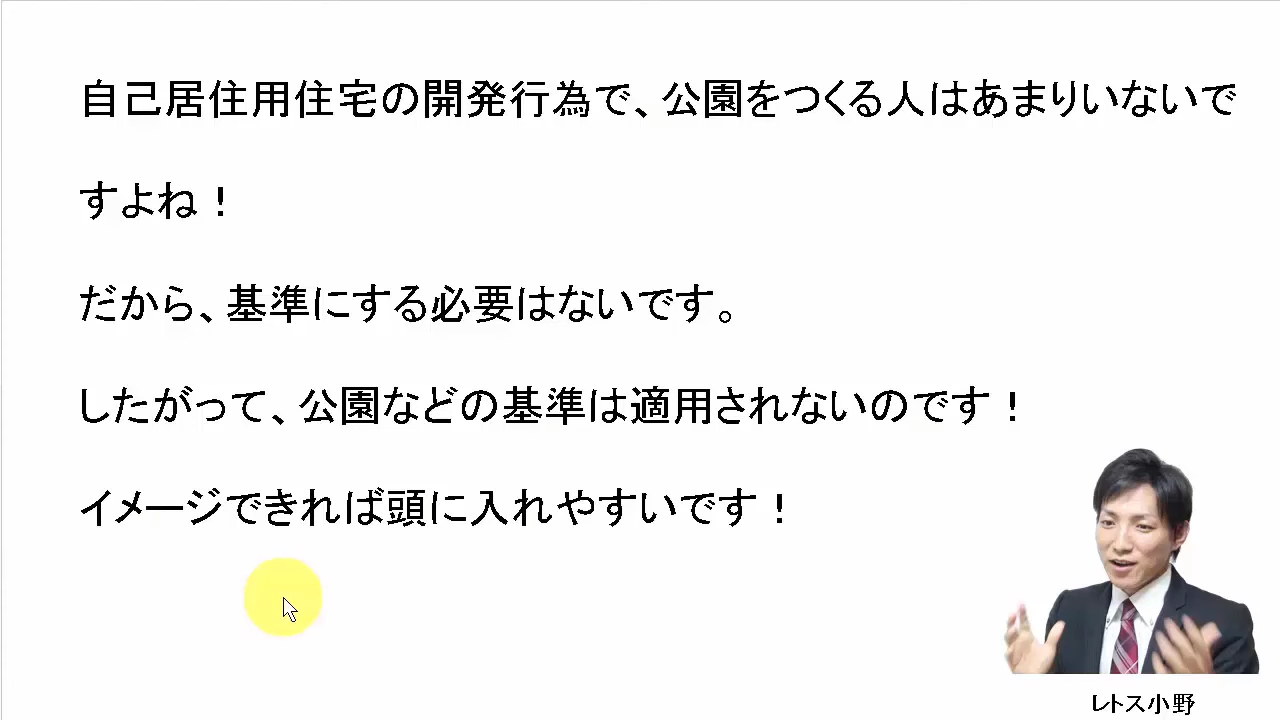 自己居住用住宅の開発行為で、公園をつくる人はあまりいないで
すよね！
だから、基準にする必要はないです。
したがって、公園などの基準は適用されないのです！
イメージできれば頭に入れやすいです！
レトス小野